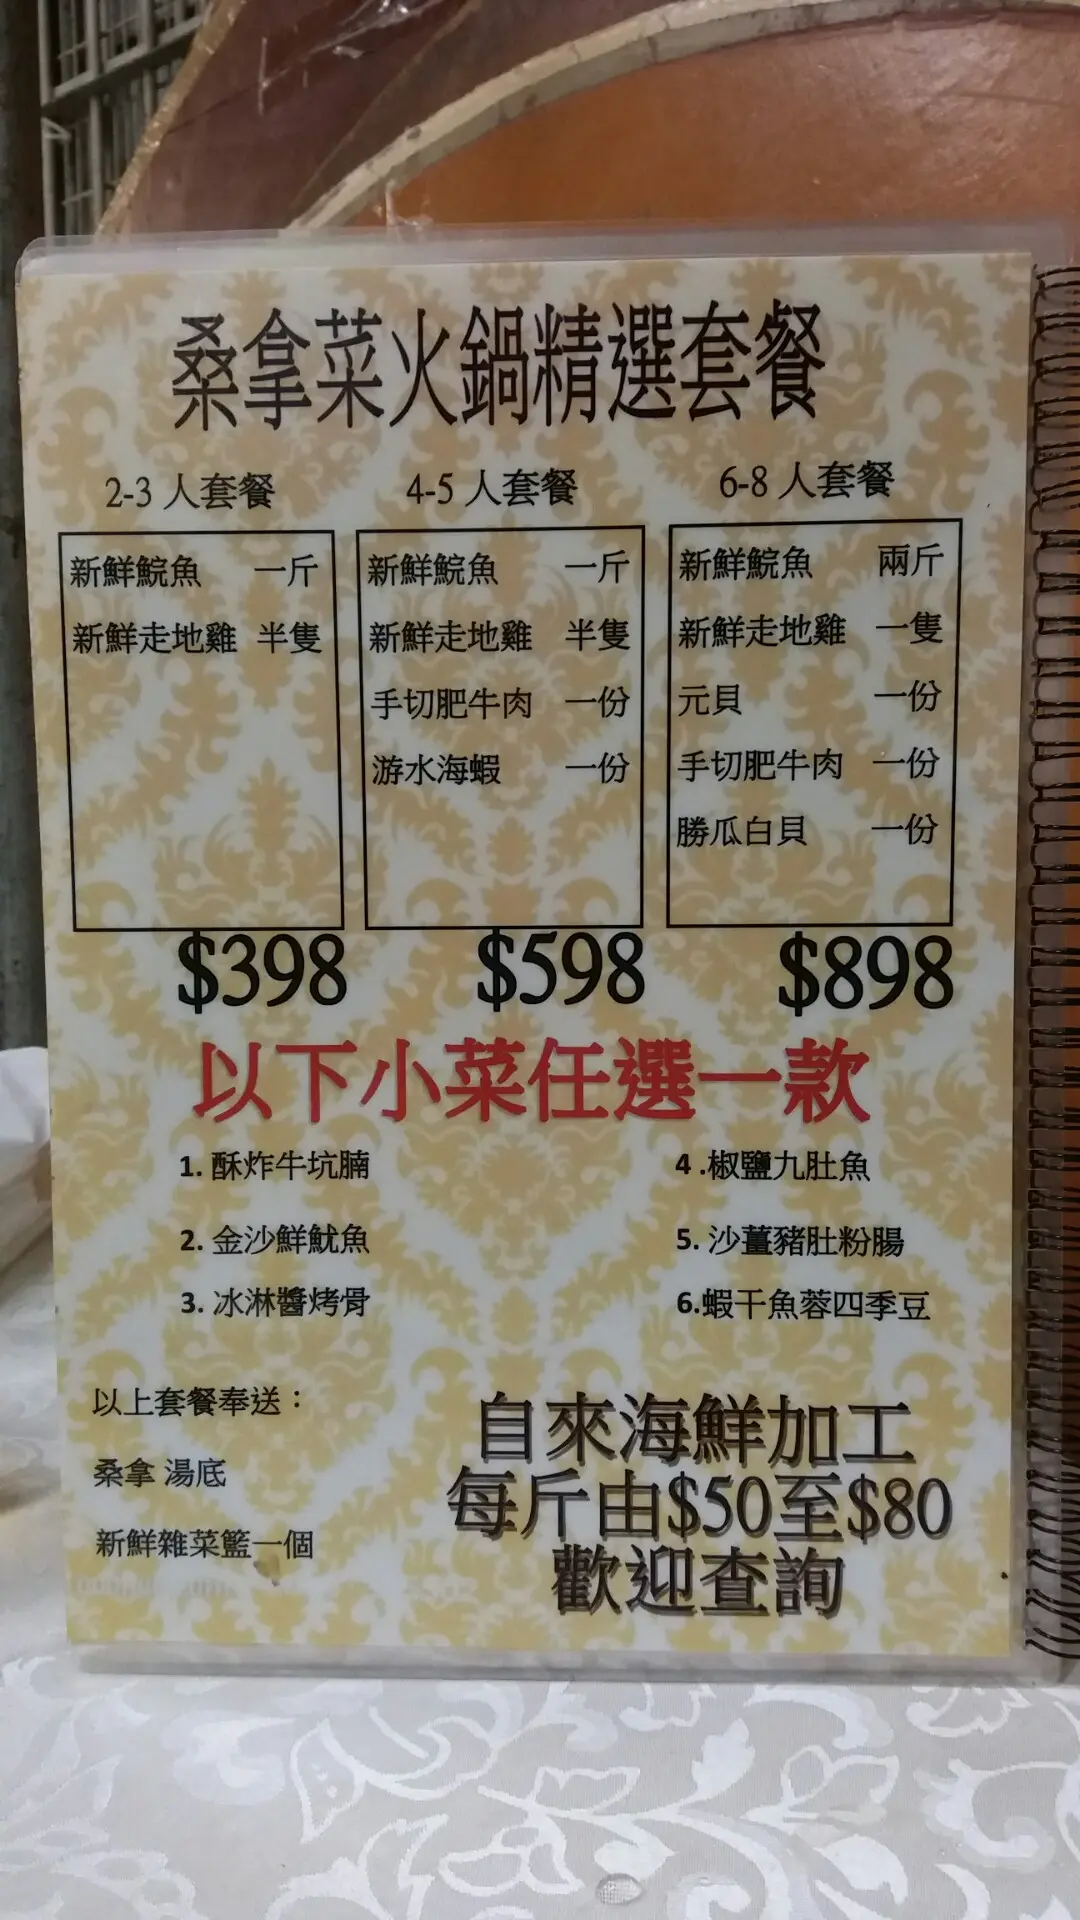 桑拿菜火鍋精選套餐
2-3 人套餐
新鮮鯇魚 一斤
新鮮走地雞 半隻
$398
4-5 人套餐
新鮮鯇魚 一斤
新鮮走地雞 半隻
手切肥牛肉 一份
游水海蝦 一份
$598
6-8 人套餐
新鮮鯇魚 兩斤
新鮮走地雞 一隻
元貝 一份
手切肥牛肉 一份
勝瓜白貝 一份
$898
以下小菜任選一款
1. 酥炸牛坑腩
2. 金沙鮮魷魚
3. 冰淋醬烤骨
4 .椒鹽九肚魚
5. 沙薑豬肚粉腸
6.蝦干魚蓉四季豆
以上套餐奉送：
桑拿 湯底
新鮮雜菜籃一個
自來海鮮加工
每斤由$50至$80
歡迎查詢